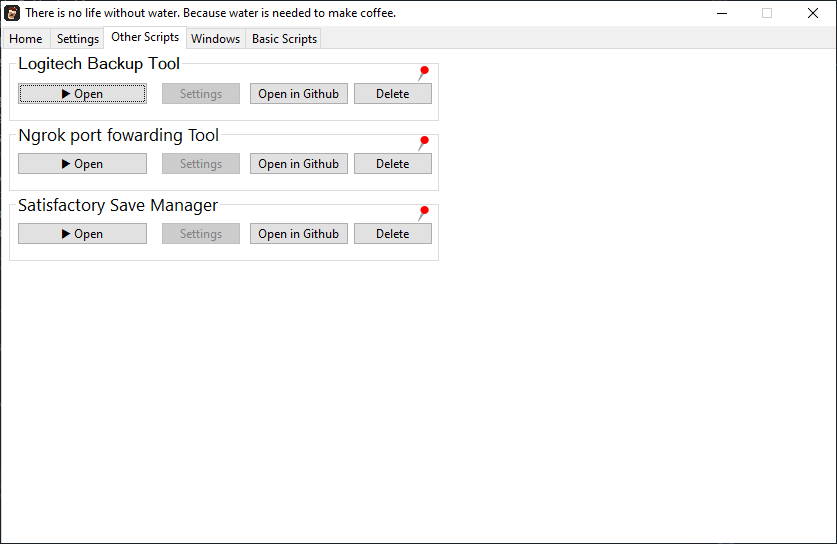 There is no life without water. Because water is needed to make coffee.
Home Settings Other Scripts Windows Basic Scripts
Logitech Backup Tool
Open Settings Open in Github Delete
Ngrok port fowarding Tool
Open Settings Open in Github Delete
Satisfactory Save Manager
Open Settings Open in Github Delete